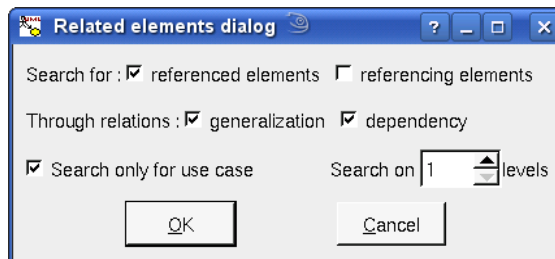 Related elements dialog
Search for : referenced elements referencing elements
Through relations : generalization dependency
Search only for use case Search on 1 levels
OK Cancel